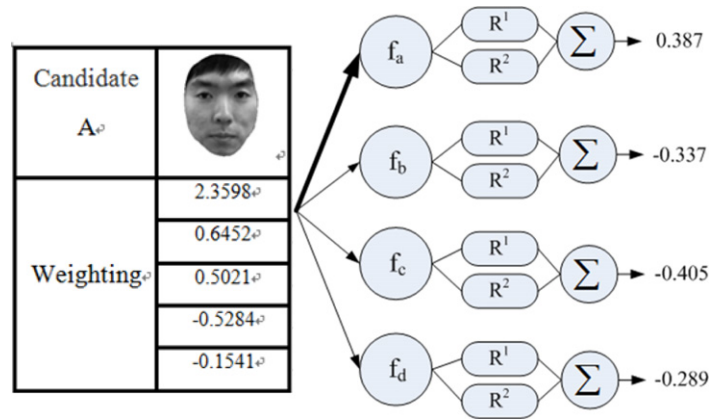 Candidate
A
Weighting
2.3598
0.6452
0.5021
-0.5284
-0.1541
fa R¹ R² Σ 0.387
fb R¹ R² Σ -0.337
fc R¹ R² Σ -0.405
fd R¹ R² Σ -0.289